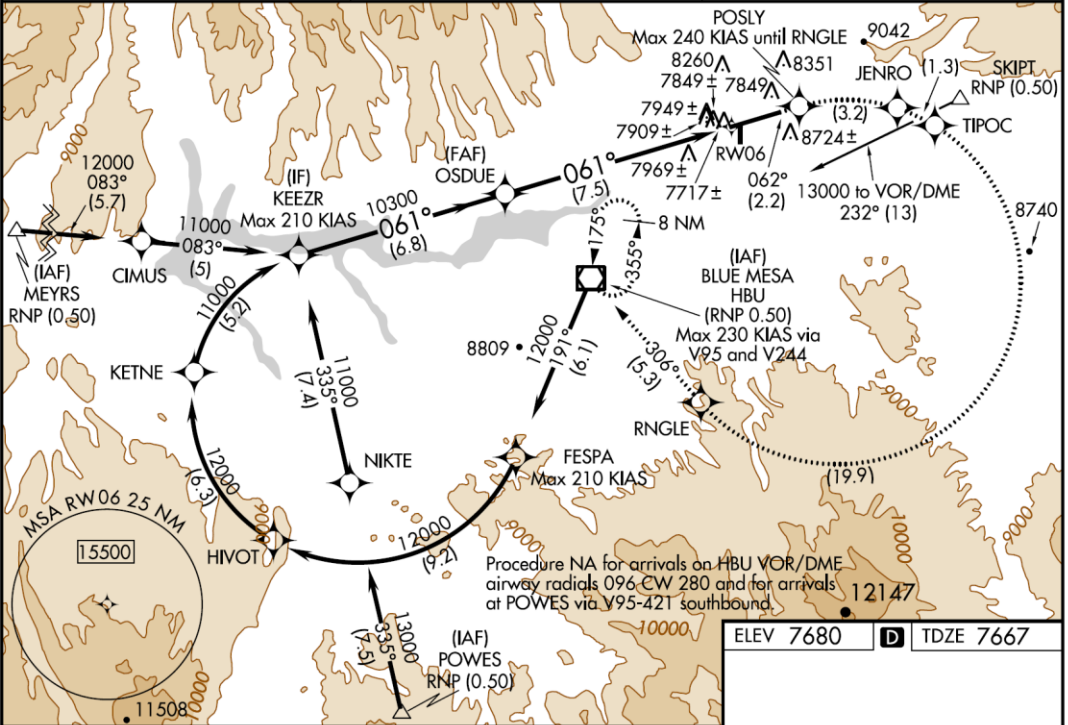 POSLY
Max 240 KIAS until RNGLE
9042
8260
8351
7849±
7849
JENRO
(1.3)
SKIPT
RNP (0.50)
7949±
7909±
(3.2)
TIPOC
RW06
8724±
7969±
7717±
062°
(2.2)
13000 to VOR/DME
232° (13)
8740
9000
12000
083°
(5.7)
(IF)
KEEZR
Max 210 KIAS
(FAF)
OSDUE
10300
061°
(6.8)
061°
(7.5)
11000
083°
(5)
CIMUS
(IAF)
MEYRS
RNP (0.50)
175°
355°
8 NM
(IAF)
BLUE MESA
HBU
(RNP 0.50)
Max 230 KIAS via
V95 and V244
11000
(5.2)
KETNE
11000
335°
(7.4)
8809
12000
191°
(6.1)
306°
(5.3)
RNGLE
9000
NIKTE
FESPA
Max 210 KIAS
(19.9)
12000
(6.3)
HIVOT
9000
12000
(9.2)
9000
10000
9000
MSA RW06 25 NM
15500
Procedure NA for arrivals on HBU VOR/DME
airway radials 096 CW 280 and for arrivals
at POWES via V95-421 southbound.
12147
10000
13000
335°
(7.5)
(IAF)
POWES
RNP (0.50)
10000
11508
ELEV 7680 D TDZE 7667